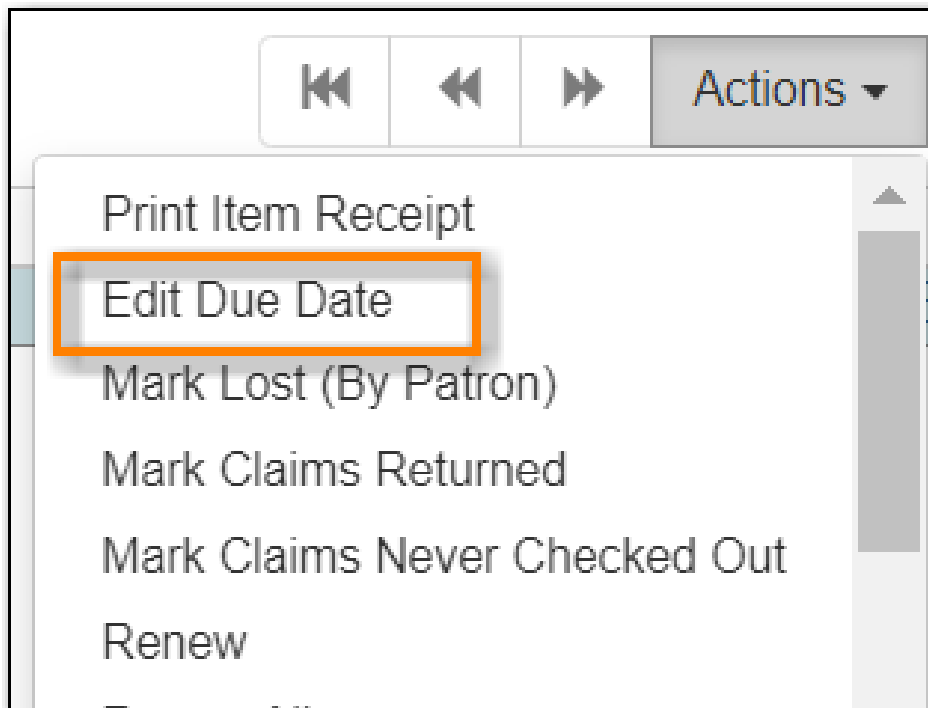 Actions
Print Item Receipt
Edit Due Date
Mark Lost (By Patron)
Mark Claims Returned
Mark Claims Never Checked Out
Renew